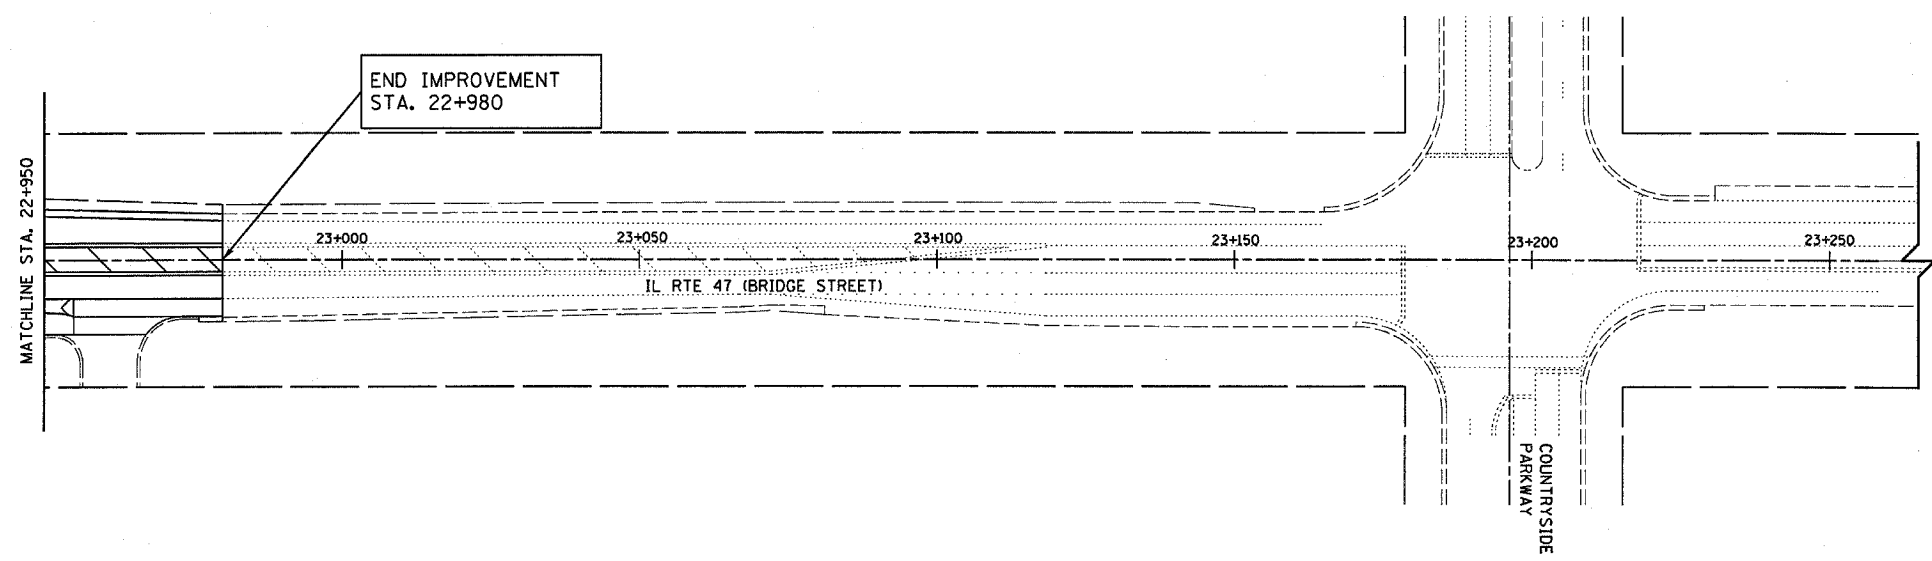 END IMPROVEMENT
STA. 22+980
MATCHLINE STA. 22+950
23+000
23+050
23+100
23+150
23+200
23+250
IL RTE 47 (BRIDGE STREET)
COUNTRYSIDE
PARKWAY